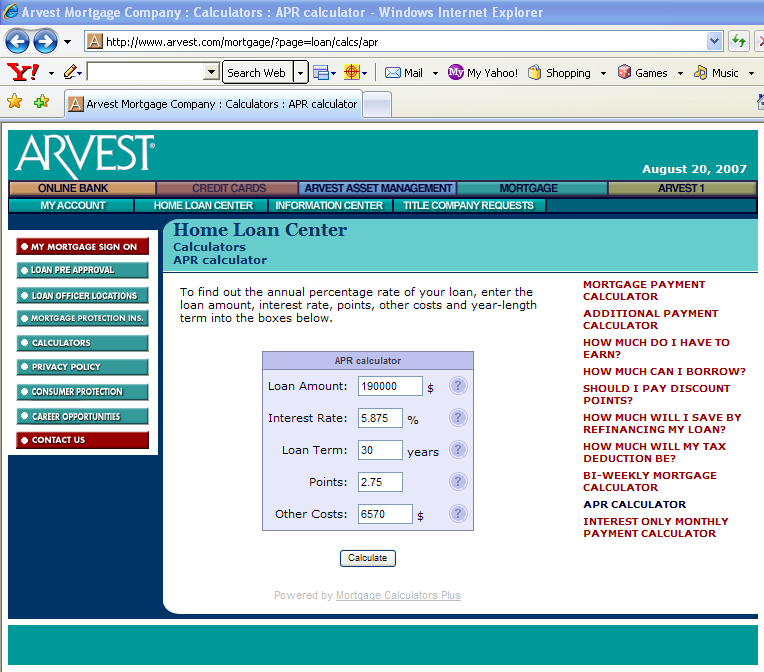 Arvest Mortgage Company : Calculators : APR calculator - Windows Internet Explorer
http://www.arvest.com/mortgage/?page=loan/calcs/apr
Y! Search Web Mail My Yahoo! Shopping Games Music
Arvest Mortgage Company : Calculators : APR calculator
ARVEST®
August 20, 2007
ONLINE BANK CREDIT CARDS ARVEST ASSET MANAGEMENT MORTGAGE ARVEST 1
MY ACCOUNT HOME LOAN CENTER INFORMATION CENTER TITLE COMPANY REQUESTS
MY MORTGAGE SIGN ON
LOAN PRE APPROVAL
LOAN OFFICER LOCATIONS
MORTGAGE PROTECTION INS.
CALCULATORS
PRIVACY POLICY
CONSUMER PROTECTION
CAREER OPPORTUNITIES
CONTACT US
Home Loan Center
Calculators
APR calculator
To find out the annual percentage rate of your loan, enter the
loan amount, interest rate, points, other costs and year-length
term into the boxes below.
APR calculator
Loan Amount: 190000 $ ?
Interest Rate: 5.875 % ?
Loan Term: 30 years ?
Points: 2.75 ?
Other Costs: 6570 $ ?
Calculate
Powered by Mortgage Calculators Plus
MORTGAGE PAYMENT
CALCULATOR
ADDITIONAL PAYMENT
CALCULATOR
HOW MUCH DO I HAVE TO
EARN?
HOW MUCH CAN I BORROW?
SHOULD I PAY DISCOUNT
POINTS?
HOW MUCH WILL I SAVE BY
REFINANCING MY LOAN?
HOW MUCH WILL MY TAX
DEDUCTION BE?
BI-WEEKLY MORTGAGE
CALCULATOR
APR CALCULATOR
INTEREST ONLY MONTHLY
PAYMENT CALCULATOR